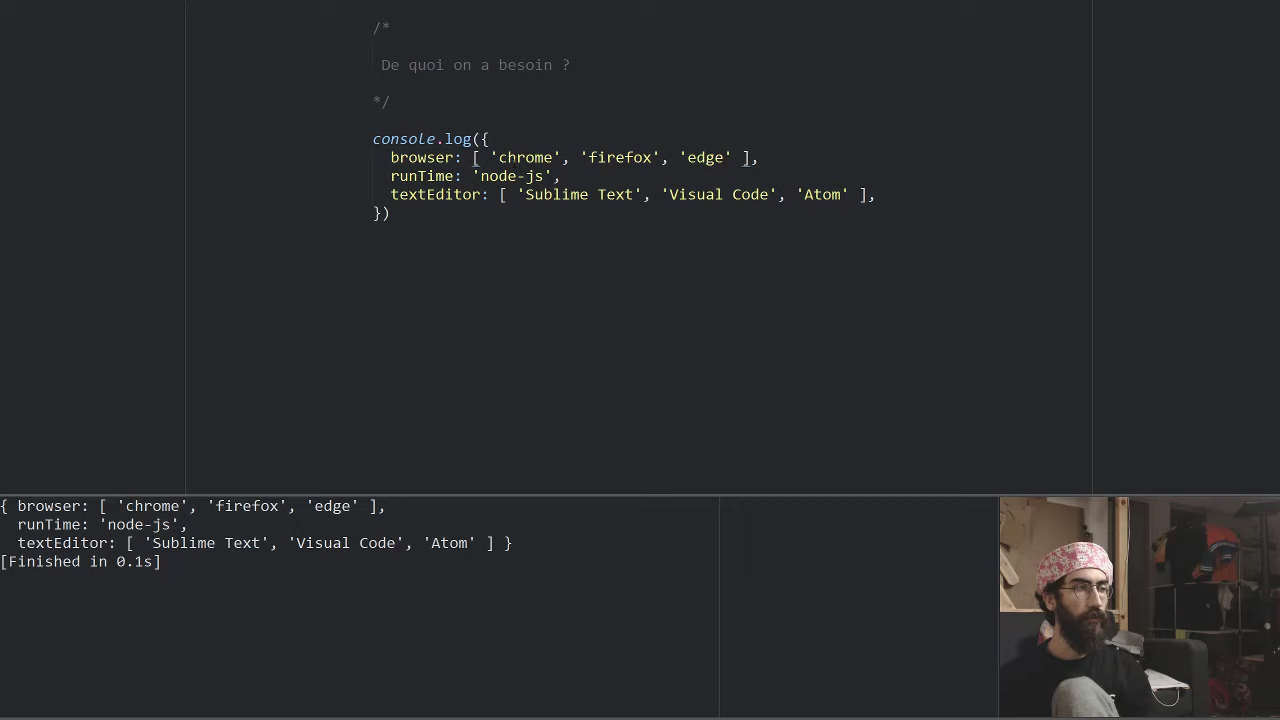 /*
De quoi on a besoin ?
*/
console.log({
  browser: [ 'chrome', 'firefox', 'edge' ],
  runTime: 'node-js',
  textEditor: [ 'Sublime Text', 'Visual Code', 'Atom' ],
})
{ browser: [ 'chrome', 'firefox', 'edge' ],
  runTime: 'node-js',
  textEditor: [ 'Sublime Text', 'Visual Code', 'Atom' ] }
[Finished in 0.1s]